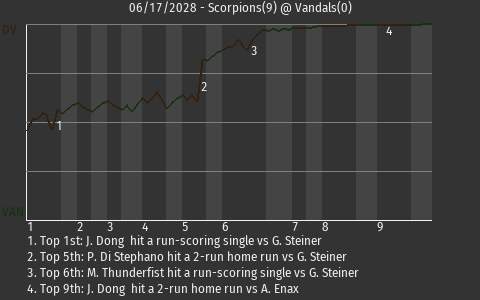 06/17/2028 - Scorpions(9) @ Vandals(0)
DV
1
2
3
4
VAN
1 2 3 4 5 6 7 8 9
1. Top 1st: J. Dong hit a run-scoring single vs G. Steiner
2. Top 5th: P. Di Stephano hit a 2-run home run vs G. Steiner
3. Top 6th: M. Thunderfist hit a run-scoring single vs G. Steiner
4. Top 9th: J. Dong hit a 2-run home run vs A. Enax